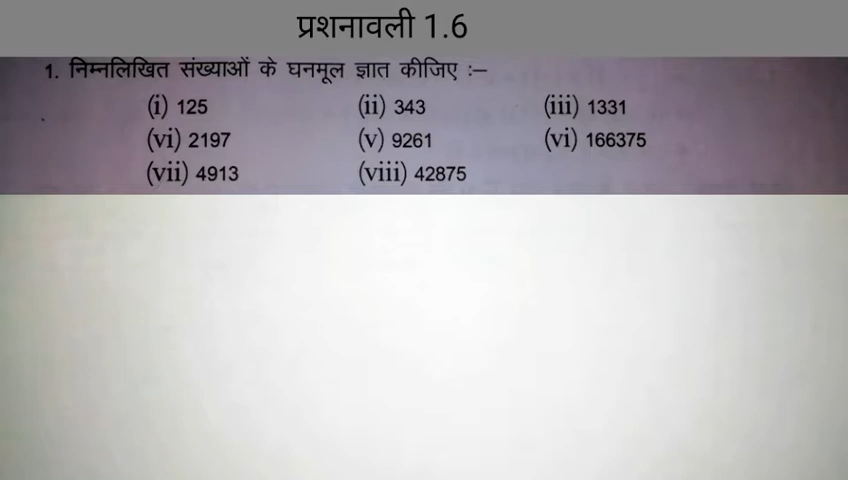 प्रशनावली 1.6
1. निम्नलिखित संख्याओं के घनमूल ज्ञात कीजिए :–
(i) 125 (ii) 343 (iii) 1331
(vi) 2197 (v) 9261 (vi) 166375
(vii) 4913 (viii) 42875